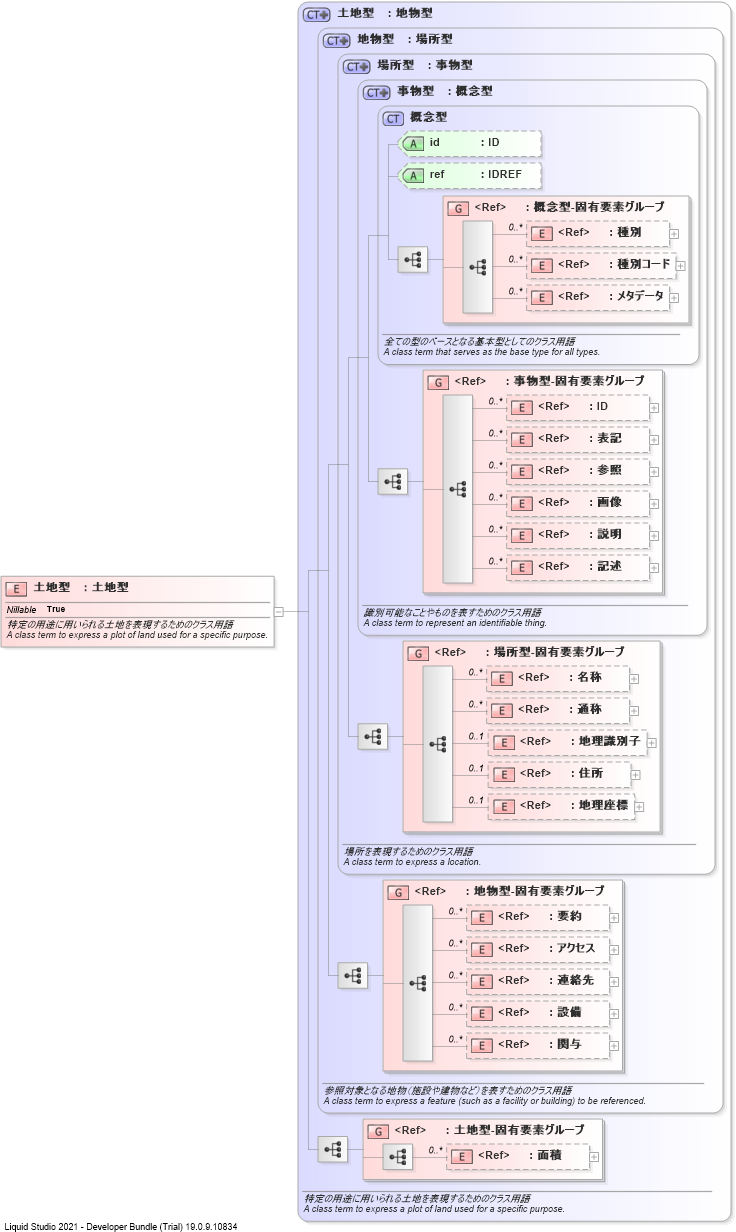 CT 土地型 : 地物型
CT 地物型 : 場所型
CT 場所型 : 事物型
CT 事物型 : 概念型
CT 概念型
A id : ID
A ref : IDREF
G <Ref> : 概念型-固有要素グループ
0..* E <Ref> : 種別
0..* E <Ref> : 種別コード
0..* E <Ref> : メタデータ
全ての型のベースとなる基本型としてのクラス用語
A class term that serves as the base type for all types.
G <Ref> : 事物型-固有要素グループ
0..* E <Ref> : ID
0..* E <Ref> : 表記
0..* E <Ref> : 参照
0..* E <Ref> : 画像
0..* E <Ref> : 説明
0..* E <Ref> : 記述
E 土地型 : 土地型
Nillable True
特定の用途に用いられる土地を表現するためのクラス用語
A class term to express a plot of land used for a specific purpose.
識別可能なことやものを表すためのクラス用語
A class term to represent an identifiable thing.
G <Ref> : 場所型-固有要素グループ
0..* E <Ref> : 名称
0..* E <Ref> : 通称
0..1 E <Ref> : 地理識別子
0..1 E <Ref> : 住所
0..1 E <Ref> : 地理座標
場所を表現するためのクラス用語
A class term to express a location.
G <Ref> : 地物型-固有要素グループ
0..* E <Ref> : 要約
0..* E <Ref> : アクセス
0..* E <Ref> : 連絡先
0..* E <Ref> : 設備
0..* E <Ref> : 関与
参照対象となる地物（施設や建物など）を表すためのクラス用語
A class term to express a feature (such as a facility or building) to be referenced.
G <Ref> : 土地型-固有要素グループ
0..* E <Ref> : 面積
特定の用途に用いられる土地を表現するためのクラス用語
A class term to express a plot of land used for a specific purpose.
Liquid Studio 2021 - Developer Bundle (Trial) 19.0.9.10834